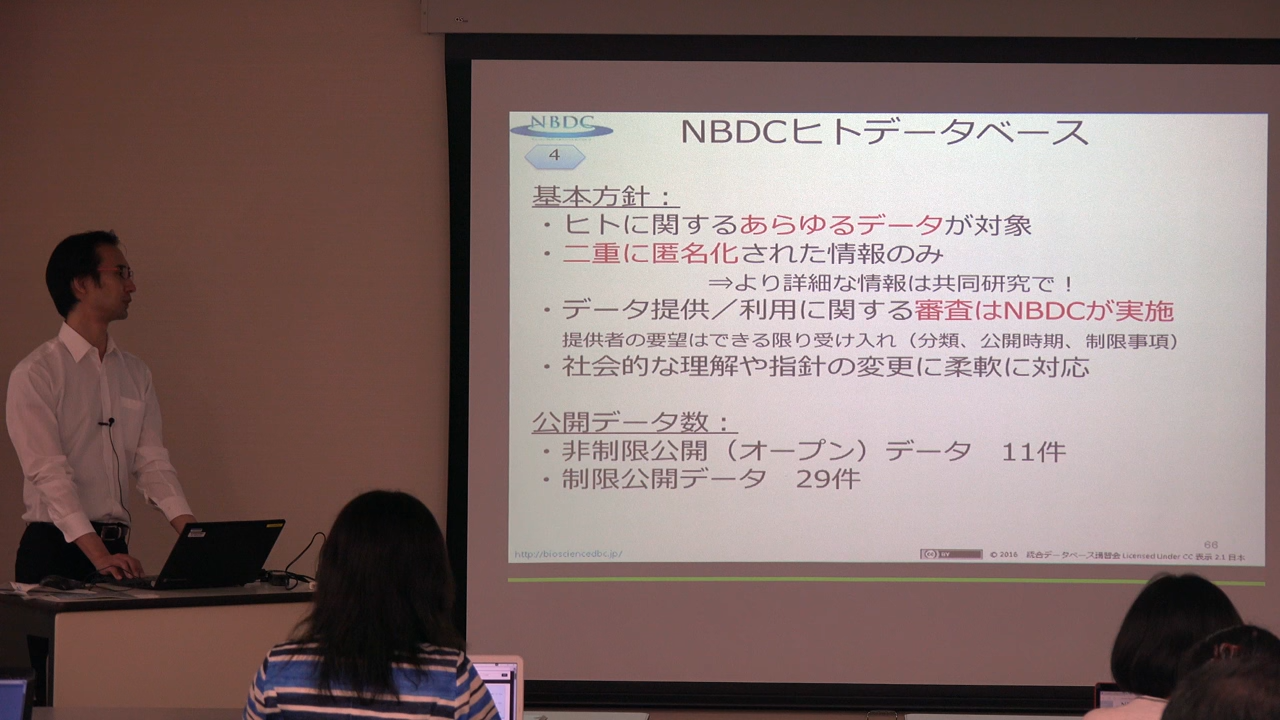 NBDC
4
NBDCヒトデータベース
基本方針：
・ヒトに関するあらゆるデータが対象
・二重に匿名化された情報のみ
⇒より詳細な情報は共同研究で！
・データ提供／利用に関する審査はNBDCが実施
提供者の要望はできる限り受け入れ（分類、公開時期、制限事項）
・社会的な理解や指針の変更に柔軟に対応
公開データ数：
・非制限公開（オープン）データ　11件
・制限公開データ　29件
66
http://biosciencedbc.jp/
cc BY
© 2016 統合データベース講習会 Licensed Under CC 表示 2.1 日本